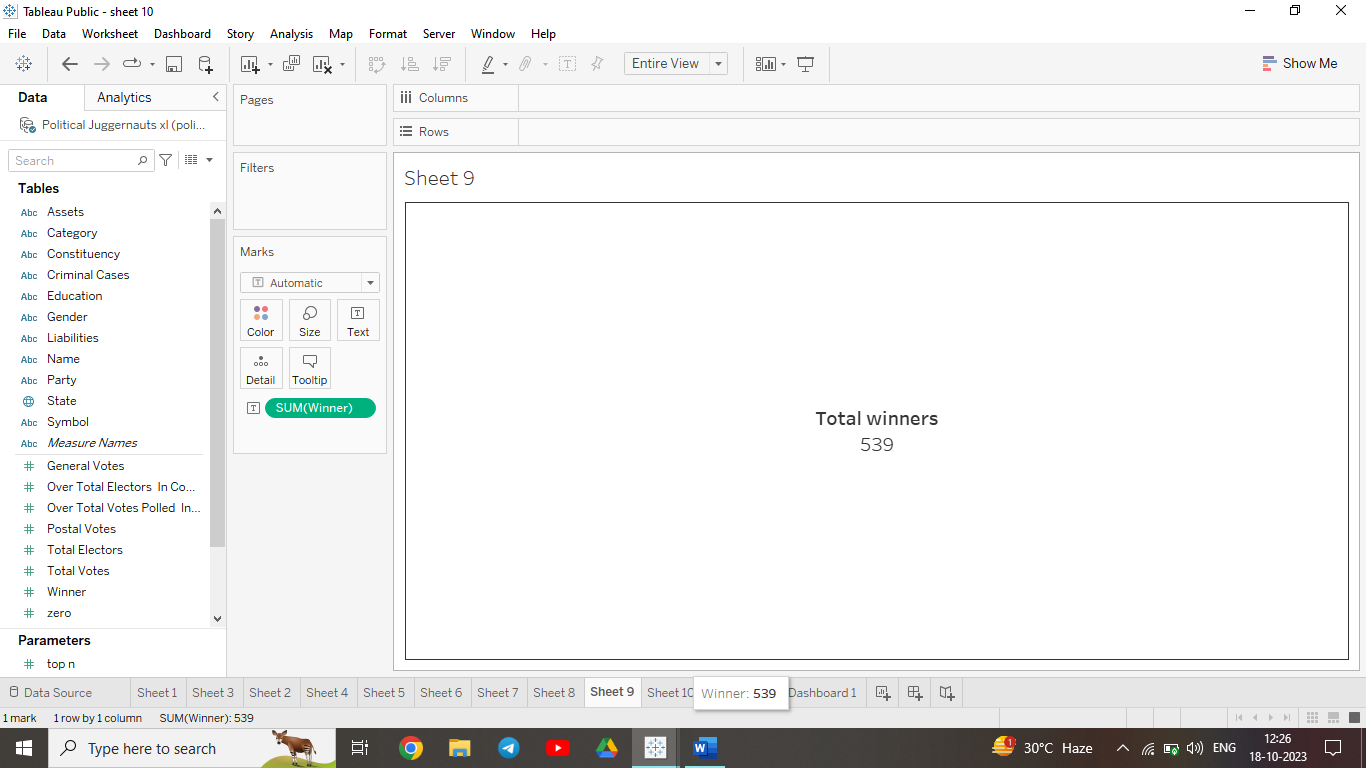 Tableau Public - sheet 10
File Data Worksheet Dashboard Story Analysis Map Format Server Window Help
Entire View
Show Me
Data Analytics
Political Juggernauts xl (poli...
Search
Tables
Abc Assets
Abc Category
Abc Constituency
Abc Criminal Cases
Abc Education
Abc Gender
Abc Liabilities
Abc Name
Abc Party
State
Abc Symbol
Abc Measure Names
# General Votes
# Over Total Electors In Co...
# Over Total Votes Polled In...
# Postal Votes
# Total Electors
# Total Votes
# Winner
# zero
Parameters
# top n
Pages
Filters
Marks
T Automatic
Color Size T Text
Detail Tooltip
T SUM(Winner)
Columns
Rows
Sheet 9
Total winners
539
Data Source Sheet 1 Sheet 3 Sheet 2 Sheet 4 Sheet 5 Sheet 6 Sheet 7 Sheet 8 Sheet 9 Sheet 10 Dashboard 1
Winner: 539
1 mark 1 row by 1 column SUM(Winner): 539
Type here to search
W
1
30°C Haze
ENG
12:26
18-10-2023